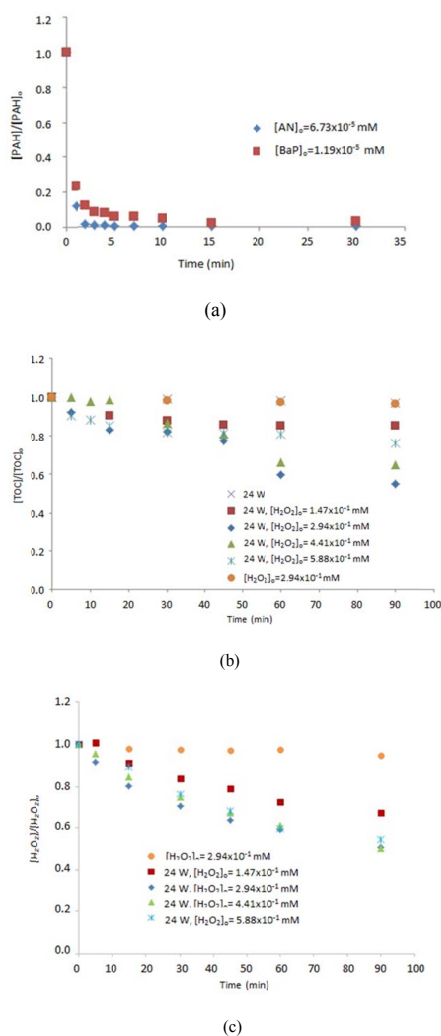 [PAH]/[PAH]o
1.0
0.8
0.6
0.4
0.2
0.0
[AN]o=6.73x10-5 mM
[BaP]o=1.19x10-5 mM
0 5 10 15 20 25 30 35
Time (min)
(a)
[TOC]/[TOC]o
1.2
1.0
0.8
0.6
0.4
0.2
0.0
24 W
24 W, [H2O2]o= 1.47x10-1 mM
24 W, [H2O2]o= 2.94x10-1 mM
24 W, [H2O2]o= 4.41x10-1 mM
24 W, [H2O2]o= 5.88x10-1 mM
[H2O2]o=2.94x10-1 mM
0 10 20 30 40 50 60 70 80 90 100
Time (min)
(b)
[H2O2]/[H2O2]o
1.2
1.0
0.8
0.6
0.4
0.2
0.0
[H2O2]o= 2.94x10-1 mM
24 W, [H2O2]o= 1.47x10-1 mM
24 W, [H2O2]o= 2.94x10-1 mM
24 W, [H2O2]o= 4.41x10-1 mM
24 W, [H2O2]o= 5.88x10-1 mM
0 10 20 30 40 50 60 70 80 90 100
Time (min)
(c)